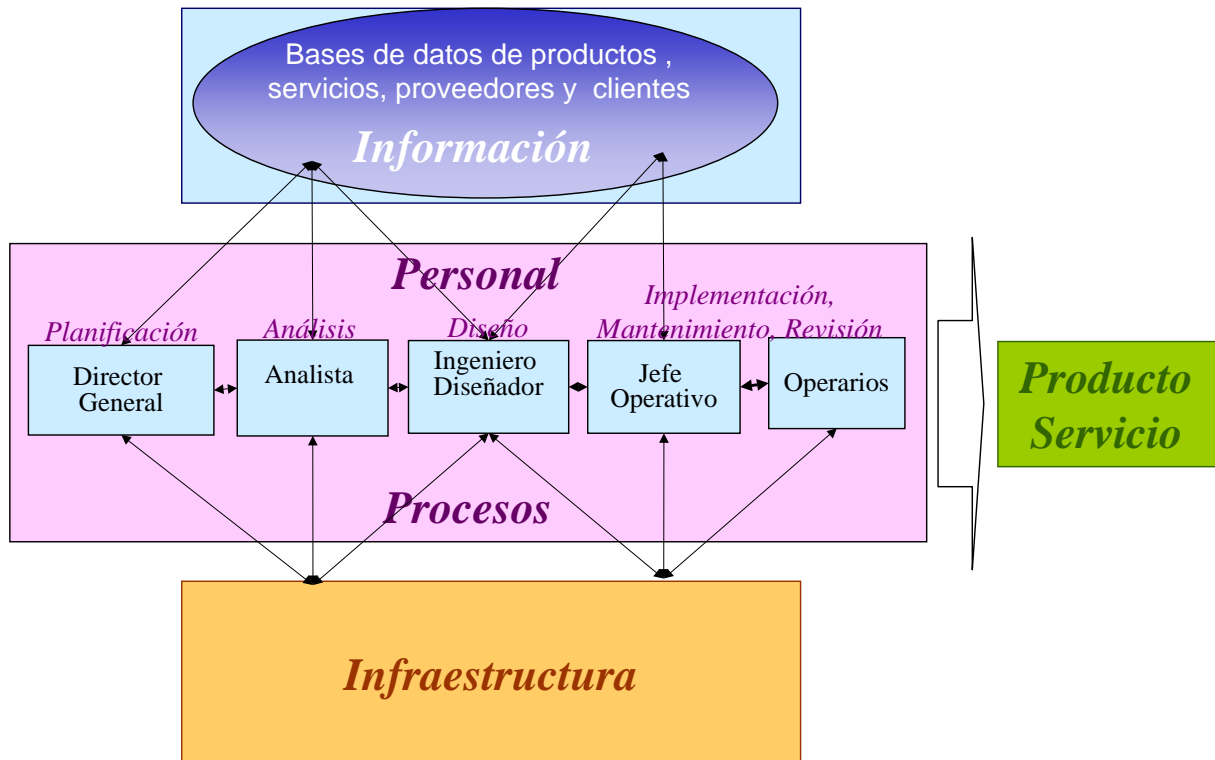 Bases de datos de productos ,
servicios, proveedores y clientes
Información
Personal
Planificación
Análisis
Diseño
Implementación,
Mantenimiento, Revisión
Director
General
Analista
Ingeniero
Diseñador
Jefe
Operativo
Operarios
Procesos
Producto
Servicio
Infraestructura